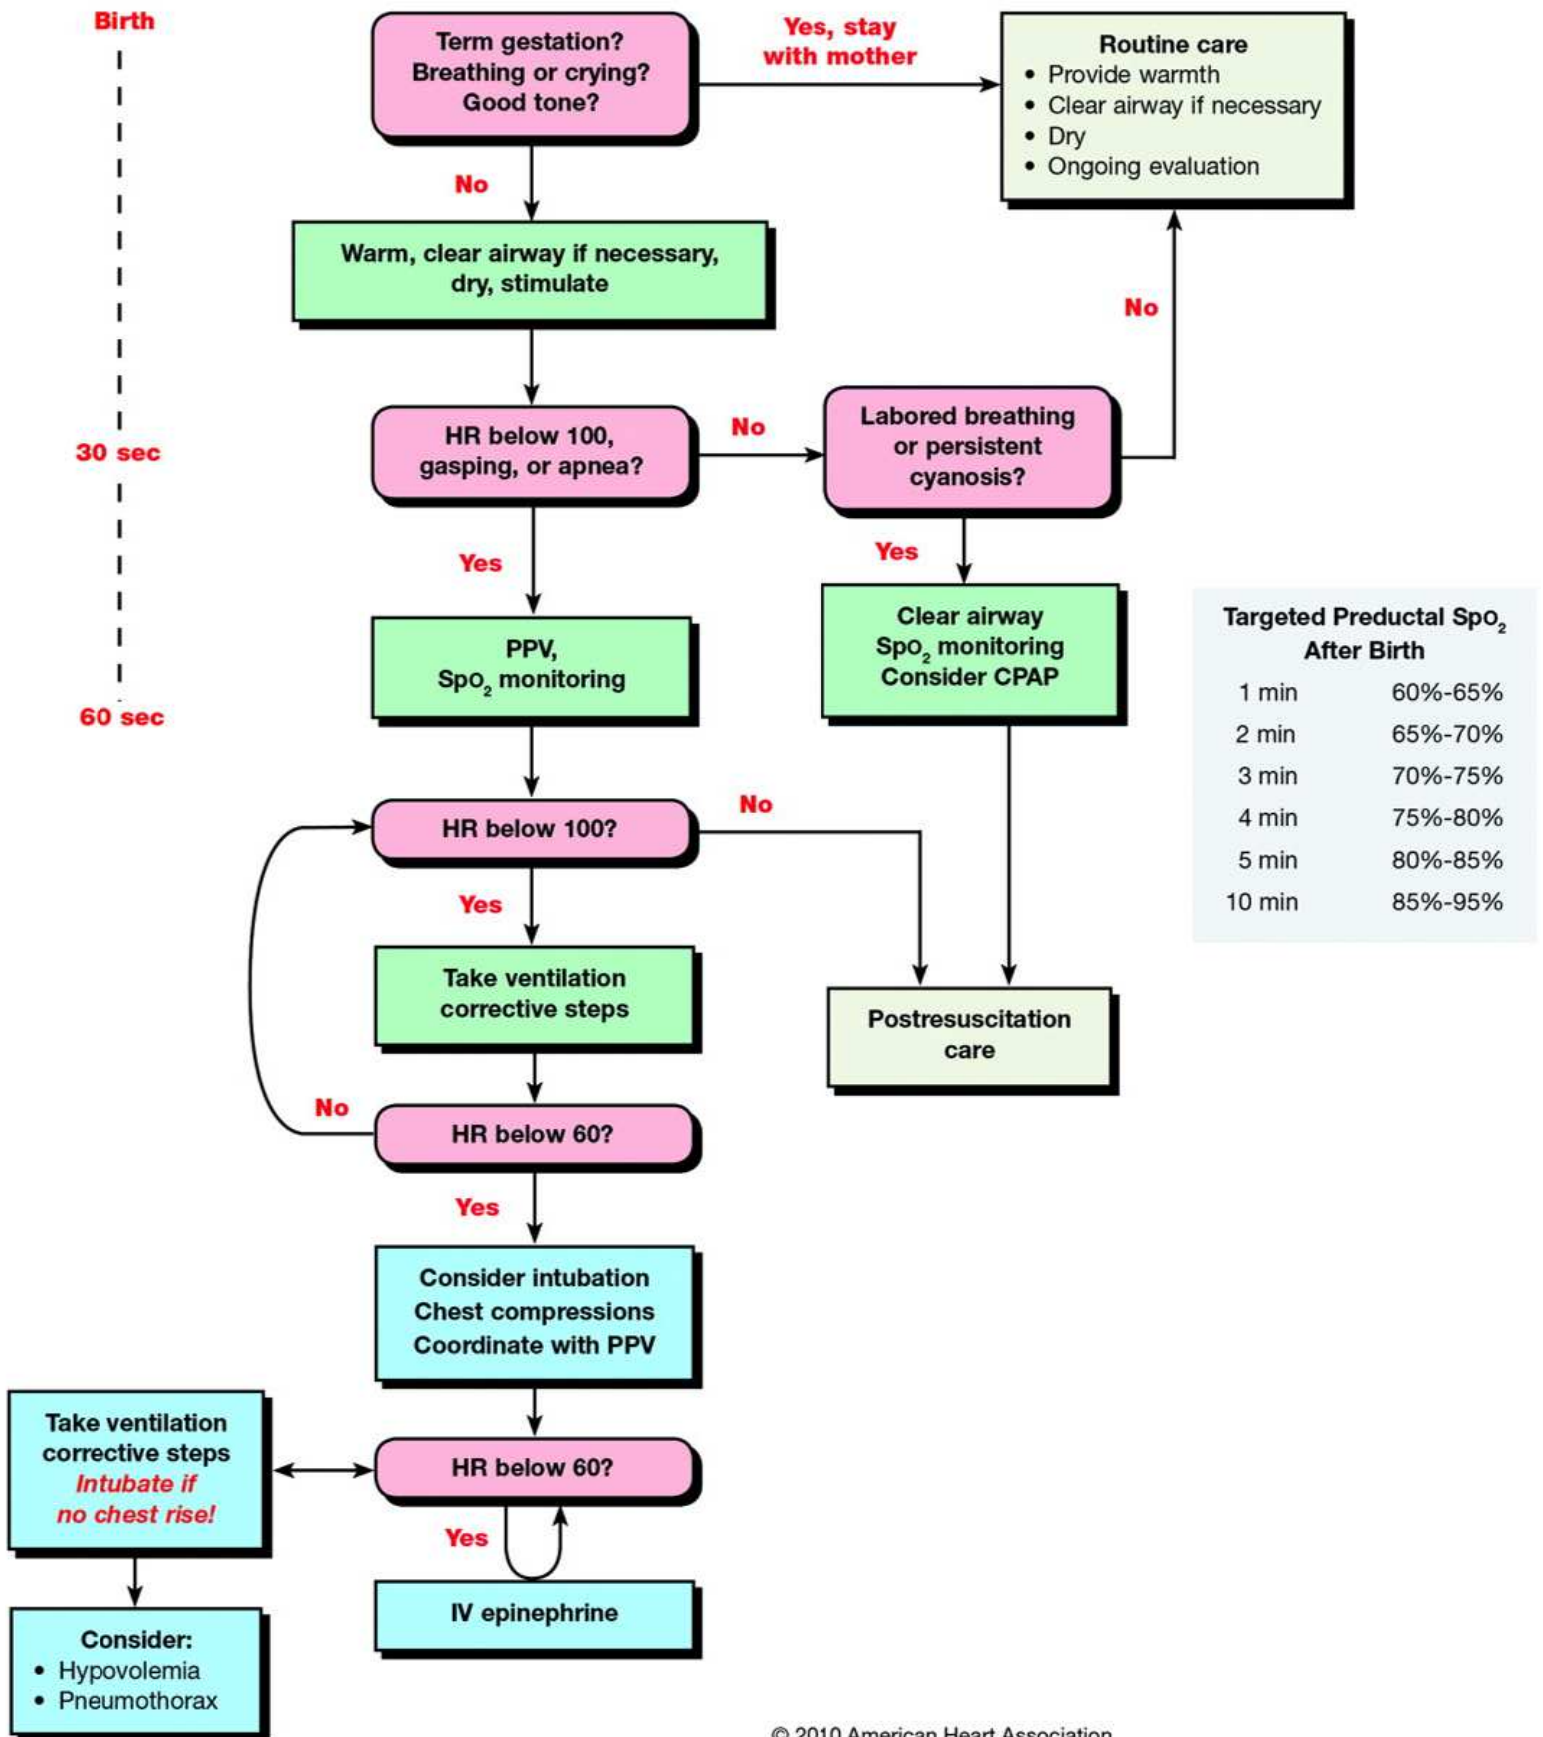 Birth
Term gestation?
Breathing or crying?
Good tone?
Yes, stay
with mother
Routine care
• Provide warmth
• Clear airway if necessary
• Dry
• Ongoing evaluation
No
Warm, clear airway if necessary,
dry, stimulate
No
30 sec
HR below 100,
gasping, or apnea?
No
Labored breathing
or persistent
cyanosis?
Yes
Yes
PPV,
SpO₂ monitoring
Clear airway
SpO₂ monitoring
Consider CPAP
60 sec
Targeted Preductal SpO₂
After Birth
1 min 60%-65%
2 min 65%-70%
3 min 70%-75%
4 min 75%-80%
5 min 80%-85%
10 min 85%-95%
HR below 100?
No
Yes
Take ventilation
corrective steps
Postresuscitation
care
No
HR below 60?
Yes
Consider intubation
Chest compressions
Coordinate with PPV
Take ventilation
corrective steps
Intubate if
no chest rise!
HR below 60?
Yes
IV epinephrine
Consider:
• Hypovolemia
• Pneumothorax
© 2010 American Heart Association